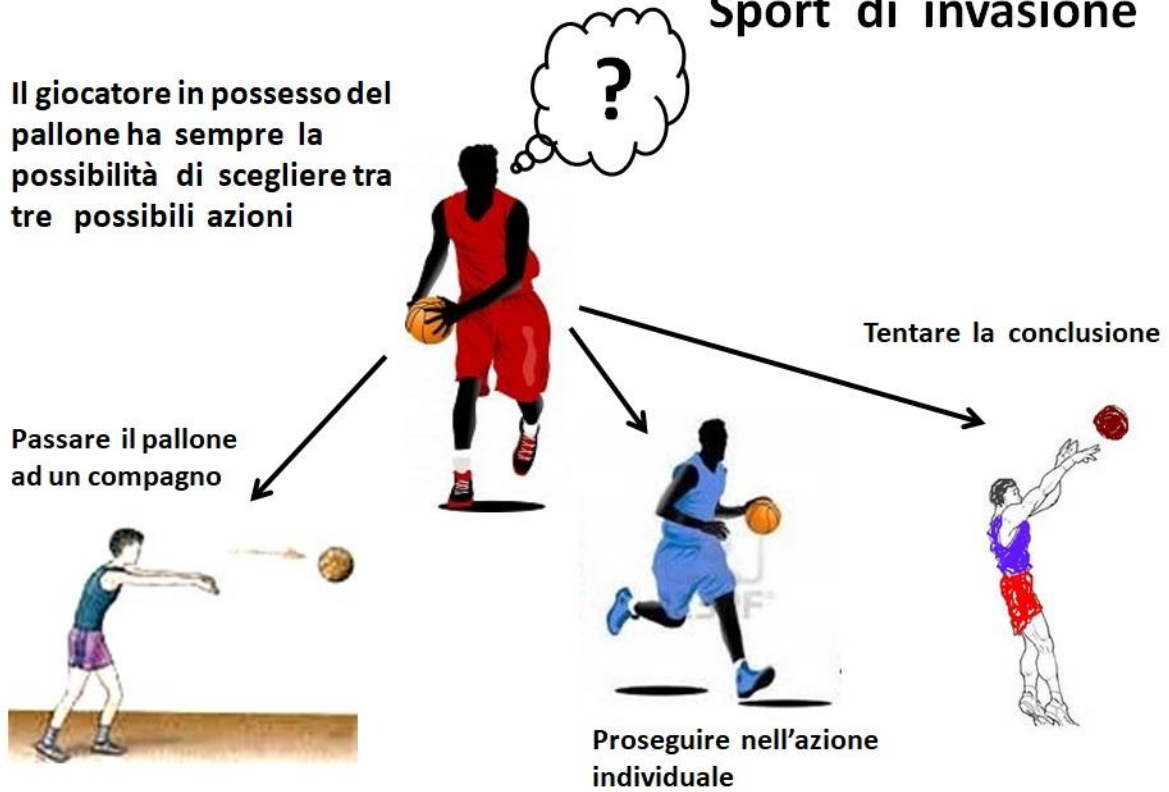 Sport di invasione
Il giocatore in possesso del
pallone ha sempre la
possibilità di scegliere tra
tre possibili azioni
?
Tentare la conclusione
Passare il pallone
ad un compagno
Proseguire nell'azione
individuale